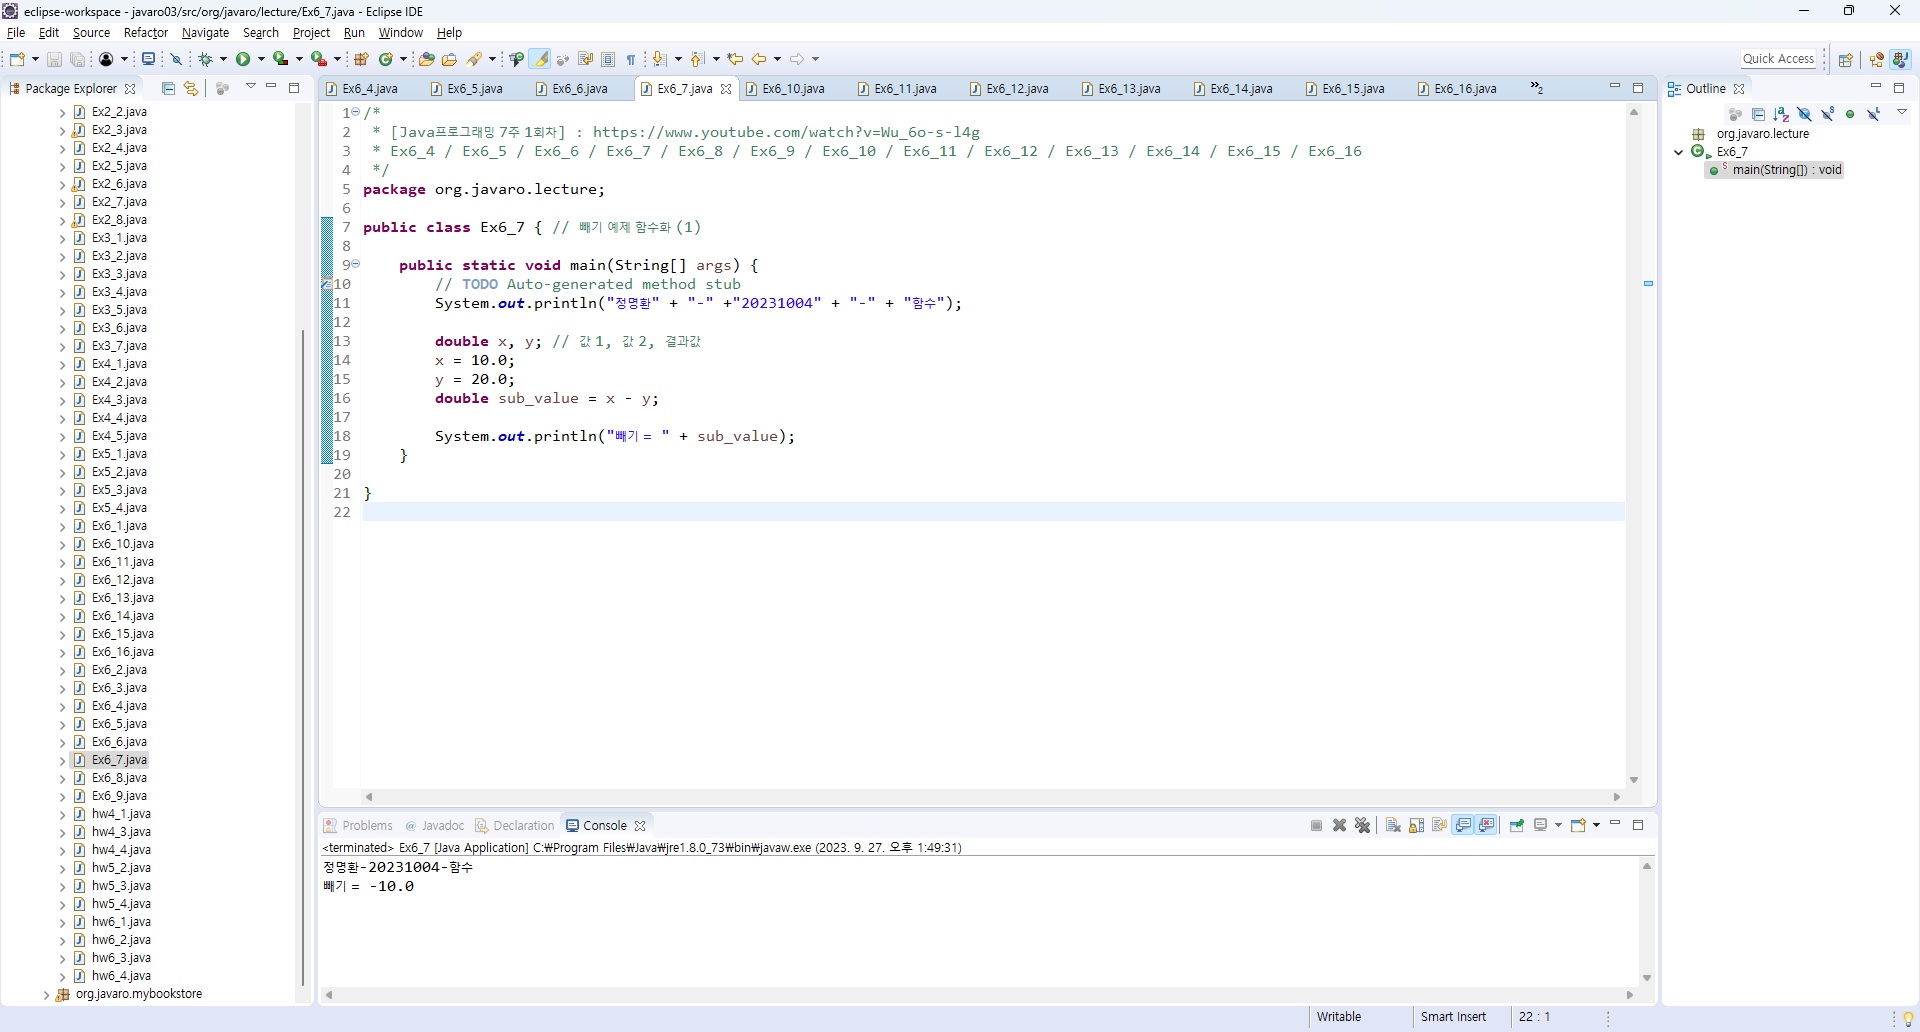 eclipse-workspace - javaro03/src/org/javaro/lecture/Ex6_7.java - Eclipse IDE
File Edit Source Refactor Navigate Search Project Run Window Help
Quick Access
Package Explorer
Ex2_2.java
Ex2_3.java
Ex2_4.java
Ex2_5.java
Ex2_6.java
Ex2_7.java
Ex2_8.java
Ex3_1.java
Ex3_2.java
Ex3_3.java
Ex3_4.java
Ex3_5.java
Ex3_6.java
Ex3_7.java
Ex4_1.java
Ex4_2.java
Ex4_3.java
Ex4_4.java
Ex4_5.java
Ex5_1.java
Ex5_2.java
Ex5_3.java
Ex5_4.java
Ex6_1.java
Ex6_10.java
Ex6_11.java
Ex6_12.java
Ex6_13.java
Ex6_14.java
Ex6_15.java
Ex6_16.java
Ex6_2.java
Ex6_3.java
Ex6_4.java
Ex6_5.java
Ex6_6.java
Ex6_7.java
Ex6_8.java
Ex6_9.java
hw4_1.java
hw4_3.java
hw4_4.java
hw5_2.java
hw5_3.java
hw5_4.java
hw6_1.java
hw6_2.java
hw6_3.java
hw6_4.java
org.javaro.mybookstore
Ex6_4.java Ex6_5.java Ex6_6.java Ex6_7.java Ex6_10.java Ex6_11.java Ex6_12.java Ex6_13.java Ex6_14.java Ex6_15.java Ex6_16.java »2
1 /*
2 * [Java프로그래밍 7주 1회차] : https://www.youtube.com/watch?v=Wu_6o-s-l4g
3 * Ex6_4 / Ex6_5 / Ex6_6 / Ex6_7 / Ex6_8 / Ex6_9 / Ex6_10 / Ex6_11 / Ex6_12 / Ex6_13 / Ex6_14 / Ex6_15 / Ex6_16
4 */
5 package org.javaro.lecture;
6
7 public class Ex6_7 { // 빼기 예제 함수화 (1)
8
9 public static void main(String[] args) {
10 // TODO Auto-generated method stub
11 System.out.println("정명환" + "-" +"20231004" + "-" + "함수");
12
13 double x, y; // 값1, 값2, 결과값
14 x = 10.0;
15 y = 20.0;
16 double sub_value = x - y;
17
18 System.out.println("빼기 = " + sub_value);
19 }
20
21 }
22
Problems Javadoc Declaration Console
<terminated> Ex6_7 [Java Application] C:₩Program Files₩Java₩jre1.8.0_73₩bin₩javaw.exe (2023. 9. 27. 오후 1:49:31)
정명환-20231004-함수
빼기 = -10.0
Outline
org.javaro.lecture
Ex6_7
main(String[]) : void
Writable Smart Insert 22 : 1